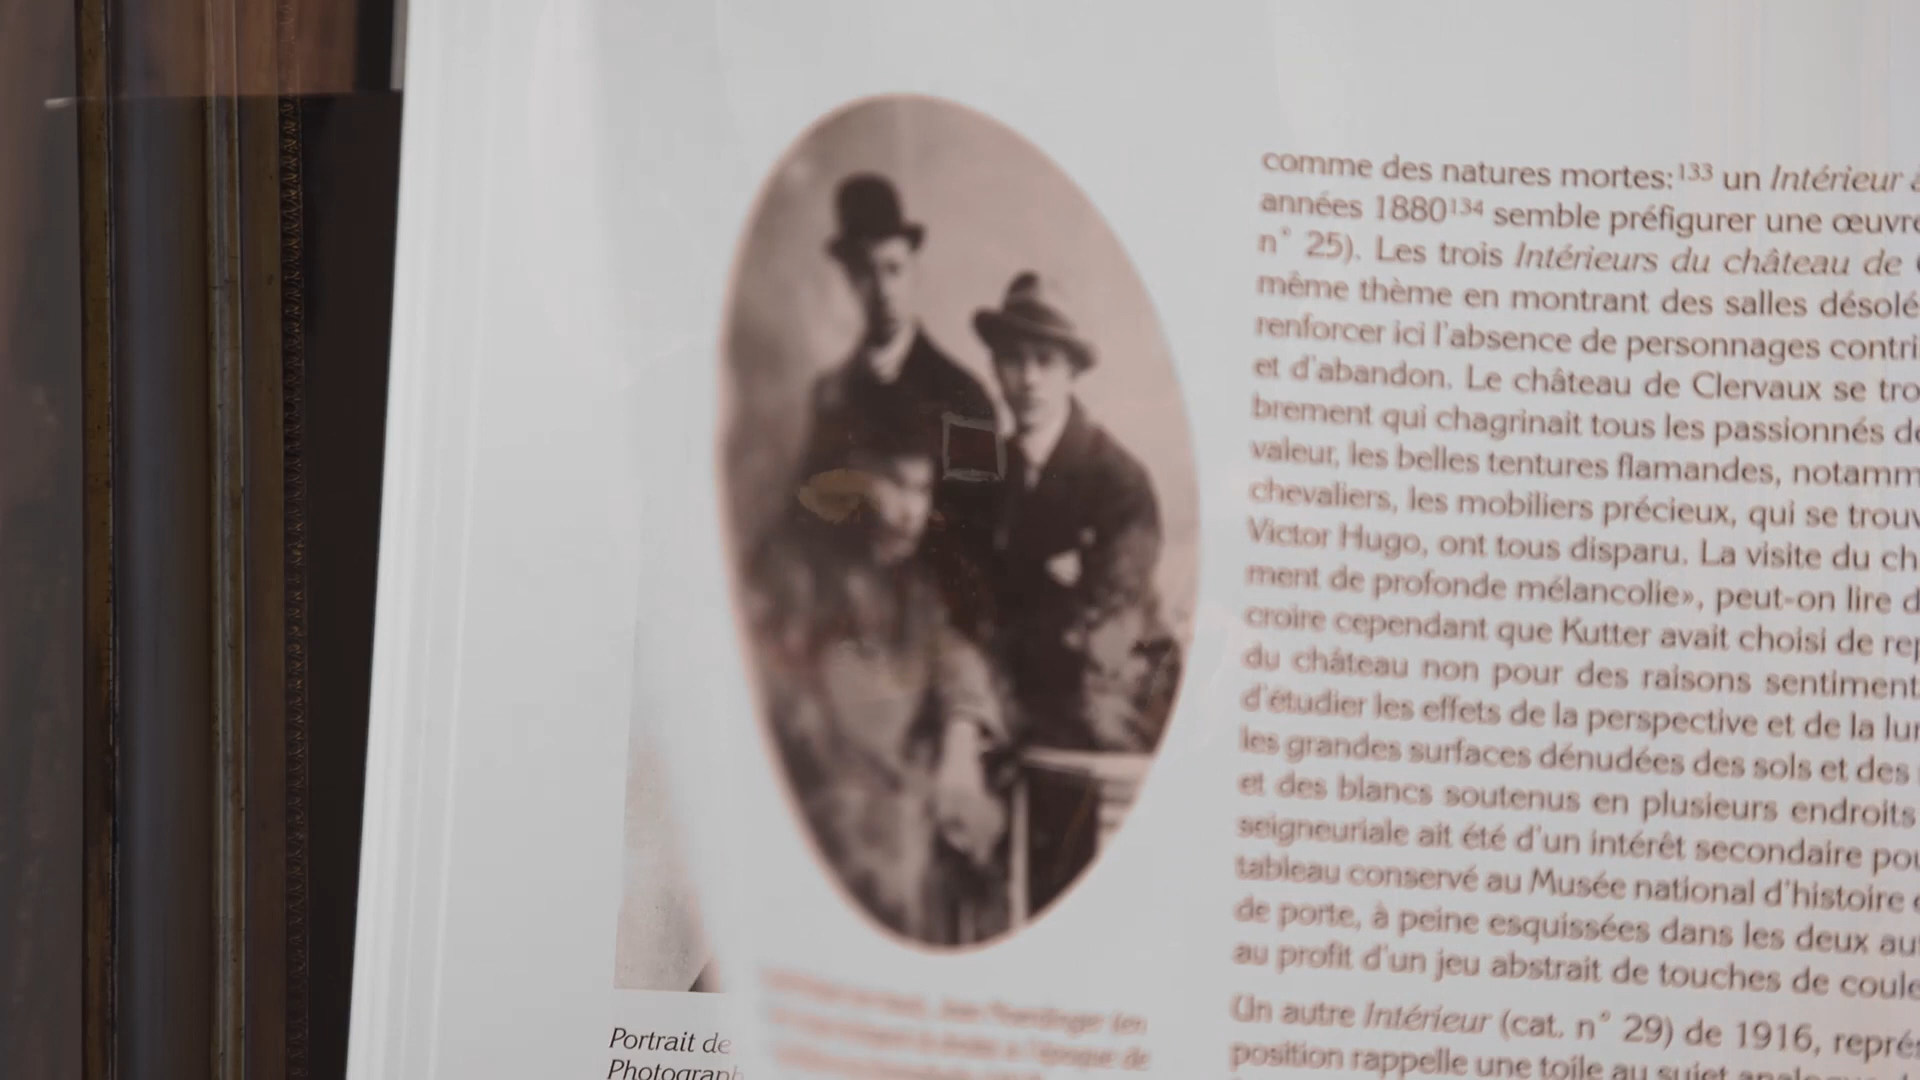 comme des natures mortes:¹³³ un Intérieur
années 1880¹³⁴ semble préfigurer une œuvre
n° 25). Les trois Intérieurs du château de
même thème en montrant des salles désolé
renforcer ici l'absence de personnages contri
et d'abandon. Le château de Clervaux se tro
brement qui chagrinait tous les passionnés de
valeur, les belles tentures flamandes, notamm
chevaliers, les mobiliers précieux, qui se trouv
Victor Hugo, ont tous disparu. La visite du ch
ment de profonde mélancolie», peut-on lire d
croire cependant que Kutter avait choisi de rep
du château non pour des raisons sentiment
d'étudier les effets de la perspective et de la lu
les grandes surfaces dénudées des sols et des
et des blancs soutenus en plusieurs endroits
seigneuriale ait été d'un intérêt secondaire pou
tableau conservé au Musée national d'histoire
de porte, à peine esquissées dans les deux au
au profit d'un jeu abstrait de touches de coule
Un autre Intérieur (cat. n° 29) de 1916, repré
position rappelle une toile au sujet
Portrait de
Photograph